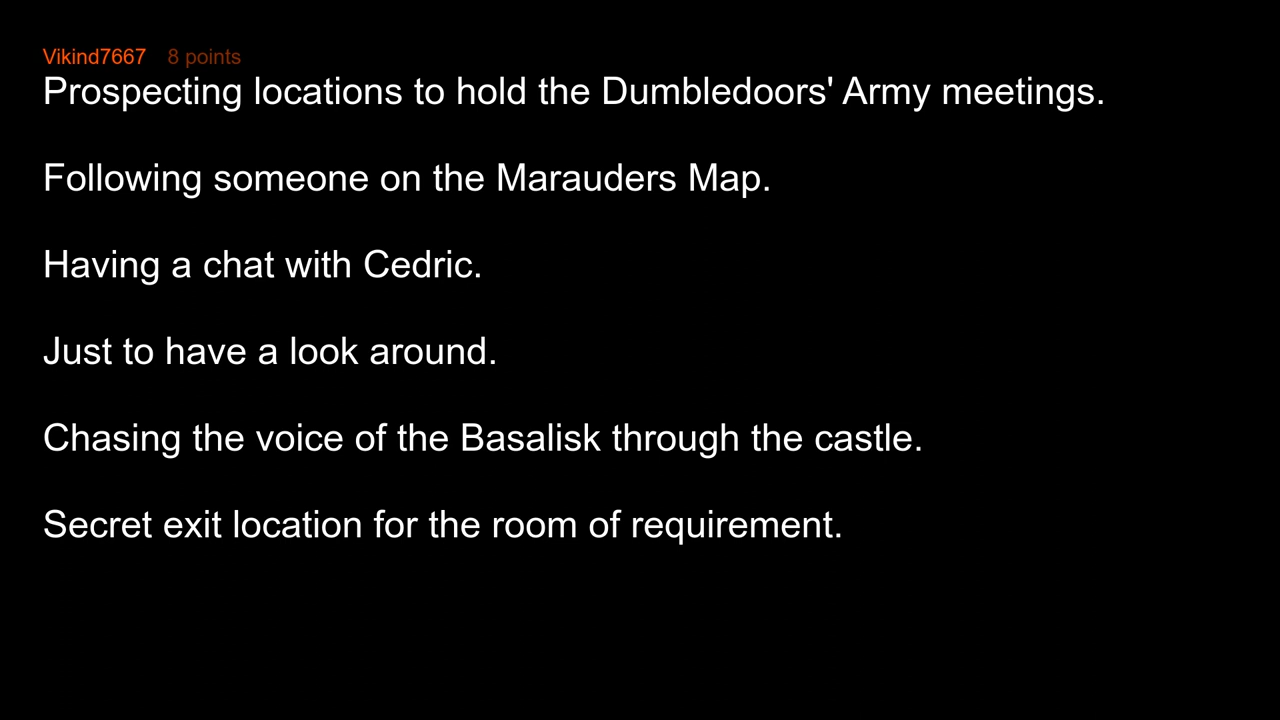 Vikind7667 8 points
Prospecting locations to hold the Dumbledoors' Army meetings.
Following someone on the Marauders Map.
Having a chat with Cedric.
Just to have a look around.
Chasing the voice of the Basalisk through the castle.
Secret exit location for the room of requirement.